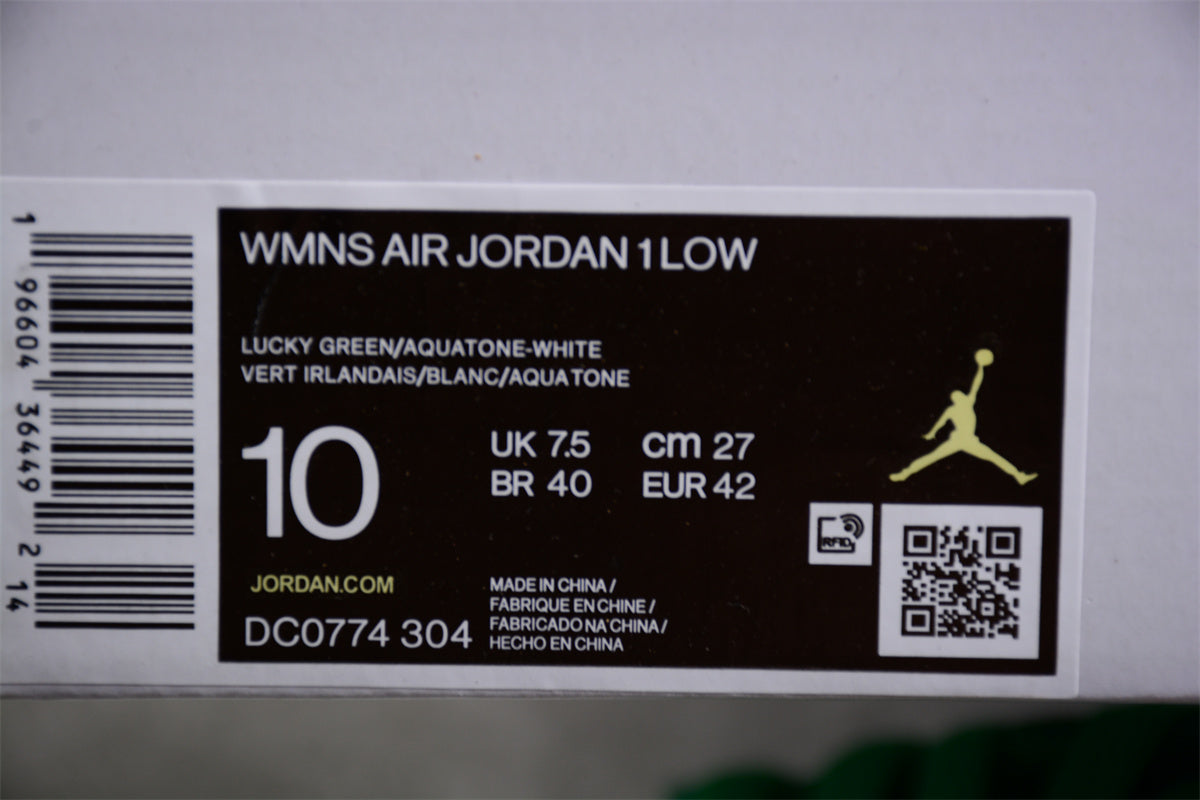 WMNS AIR JORDAN 1 LOW
LUCKY GREEN/AQUATONE-WHITE
VERT IRLANDAIS/BLANC/AQUATONE
10
UK 7.5 cm 27
BR 40 EUR 42
JORDAN.COM
DC0774 304
MADE IN CHINA /
FABRIQUE EN CHINE /
FABRICADO NA CHINA /
HECHO EN CHINA
RFID
1 96604 36449 2 14